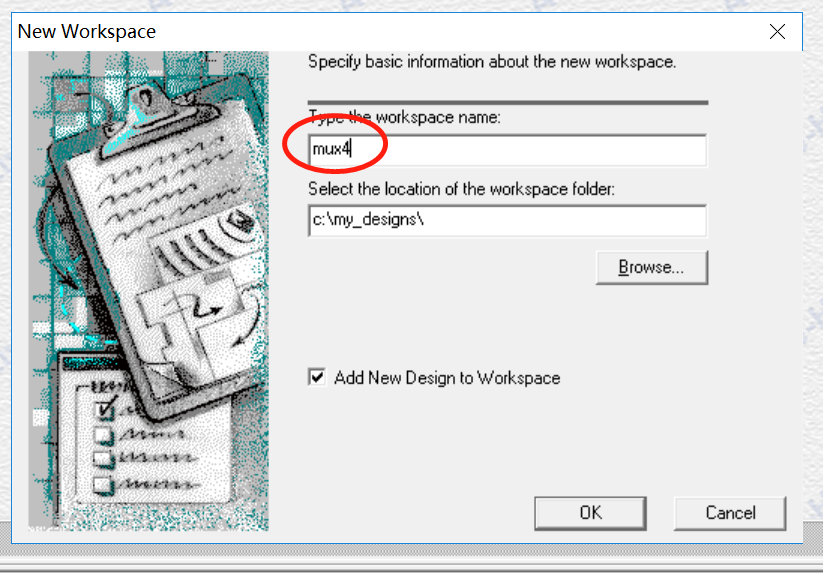 New Workspace
Specify basic information about the new workspace.
Type the workspace name:
mux4
Select the location of the workspace folder:
c:\my_designs\
Browse...
Add New Design to Workspace
OK
Cancel